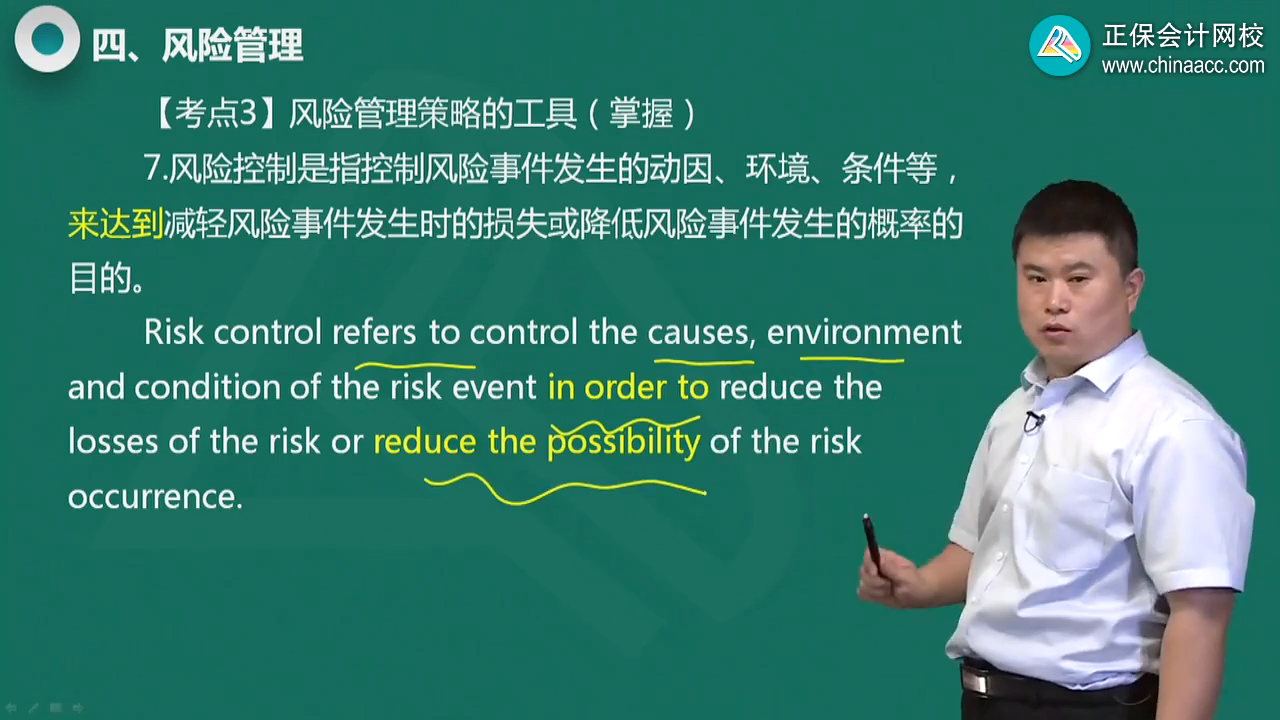 四、风险管理
正保会计网校
www.chinaacc.com
【考点3】风险管理策略的工具（掌握）
7.风险控制是指控制风险事件发生的动因、环境、条件等，
来达到减轻风险事件发生时的损失或降低风险事件发生的概率的
目的。
Risk control refers to control the causes, environment
and condition of the risk event in order to reduce the
losses of the risk or reduce the possibility of the risk
occurrence.